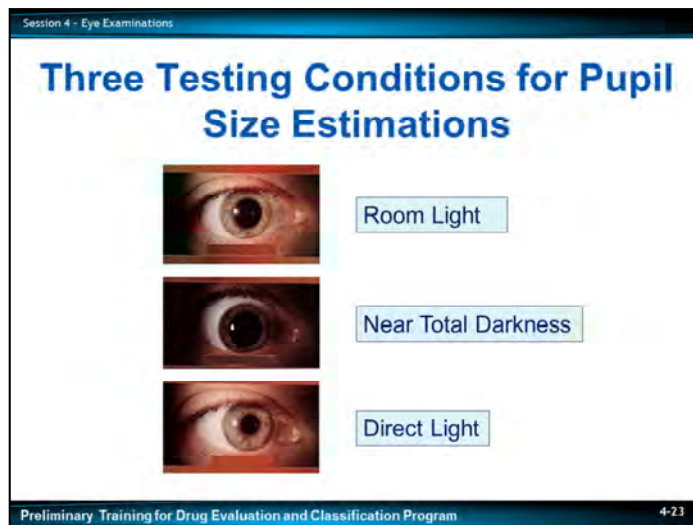 Session 4 - Eye Examinations
Three Testing Conditions for Pupil
Size Estimations
Room Light
Near Total Darkness
Direct Light
Preliminary Training for Drug Evaluation and Classification Program
4-23